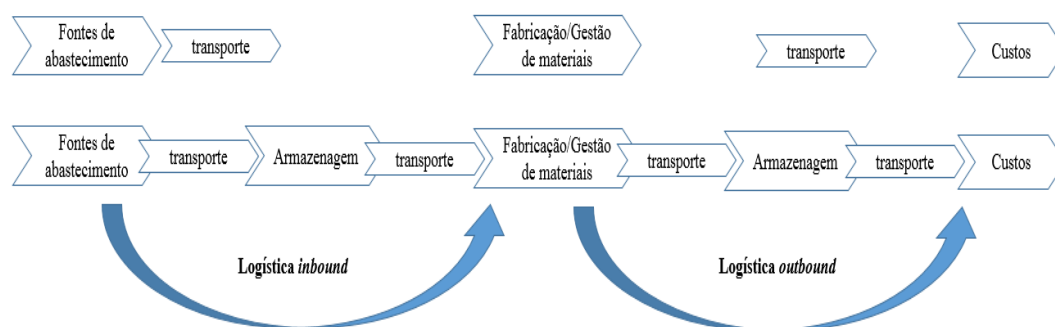 Fontes de
abastecimento
transporte
Fabricação/Gestão
de materiais
transporte
Custos
Fontes de
abastecimento
transporte
Armazenagem
transporte
Fabricação/Gestão
de materiais
transporte
Armazenagem
transporte
Custos
Logística inbound
Logística outbound